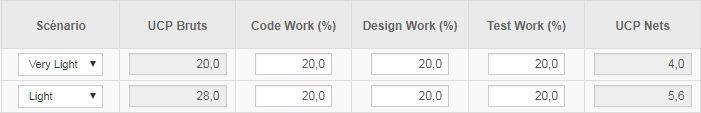 Scénario UCP Bruts Code Work (%) Design Work (%) Test Work (%) UCP Nets
Very Light 20,0 20,0 20,0 20,0 4,0
Light 28,0 20,0 20,0 20,0 5,6